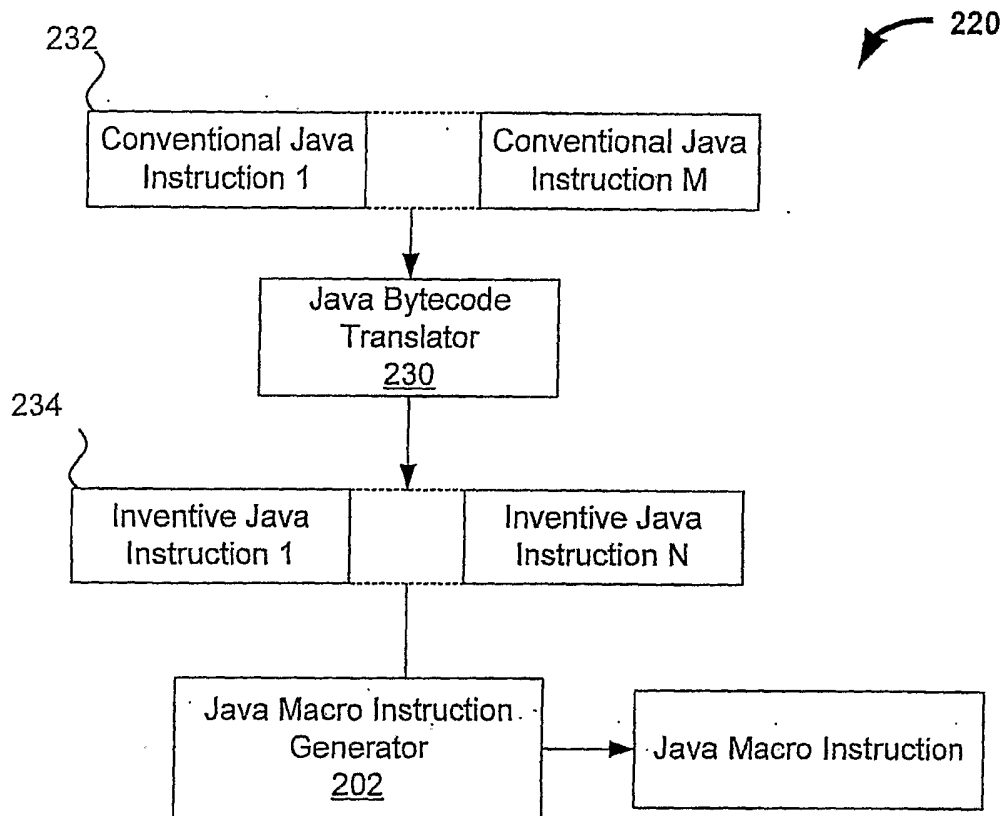 220
232
Conventional Java
Instruction 1
Conventional Java
Instruction M
Java Bytecode
Translator
230
234
Inventive Java
Instruction 1
Inventive Java
Instruction N
Java Macro Instruction
Generator
202
Java Macro Instruction